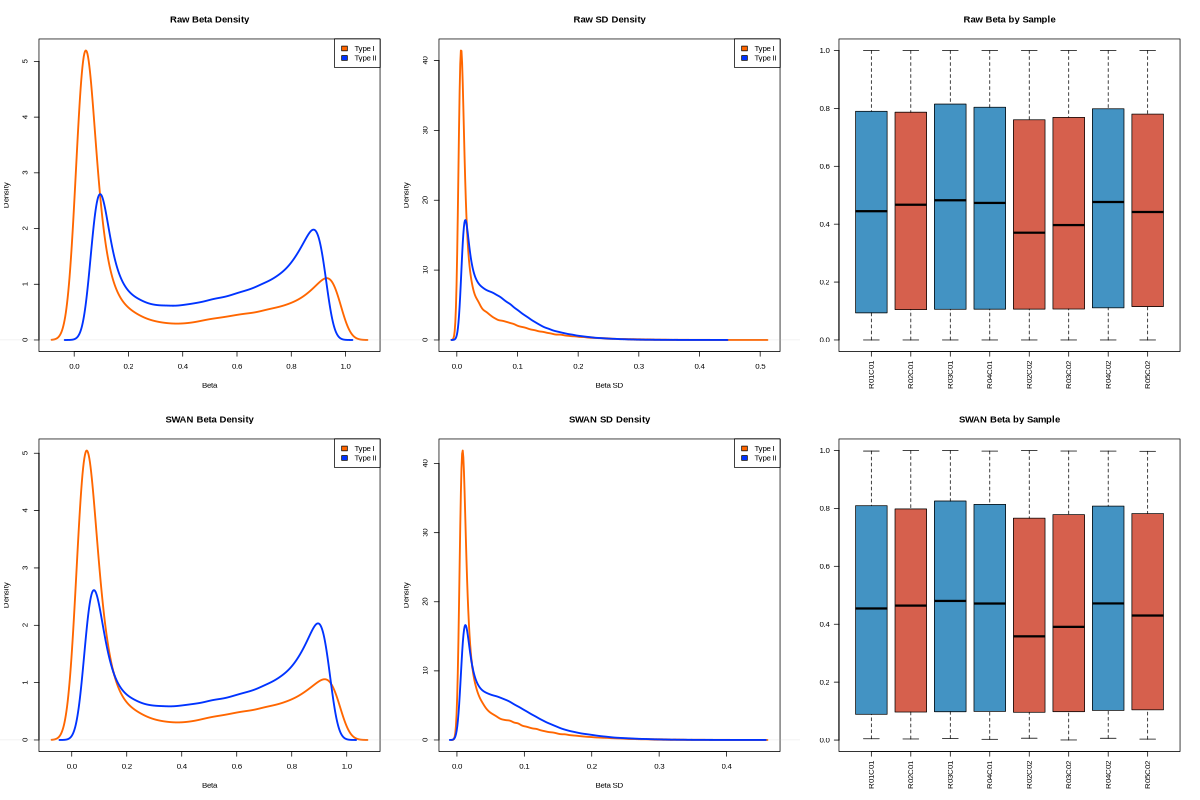 Raw Beta Density
Type I
Type II
5
4
3
2
1
0
Density
0.0 0.2 0.4 0.6 0.8 1.0
Beta
Raw SD Density
Type I
Type II
40
30
20
10
0
Density
0.0 0.1 0.2 0.3 0.4 0.5
Beta SD
Raw Beta by Sample
1.0
0.8
0.6
0.4
0.2
0.0
R01C01 R02C01 R03C01 R04C01 R02C02 R03C02 R04C02 R05C02
SWAN Beta Density
Type I
Type II
5
4
3
2
1
0
Density
0.0 0.2 0.4 0.6 0.8 1.0
Beta
SWAN SD Density
Type I
Type II
40
30
20
10
0
Density
0.0 0.1 0.2 0.3 0.4
Beta SD
SWAN Beta by Sample
1.0
0.8
0.6
0.4
0.2
0.0
R01C01 R02C01 R03C01 R04C01 R02C02 R03C02 R04C02 R05C02